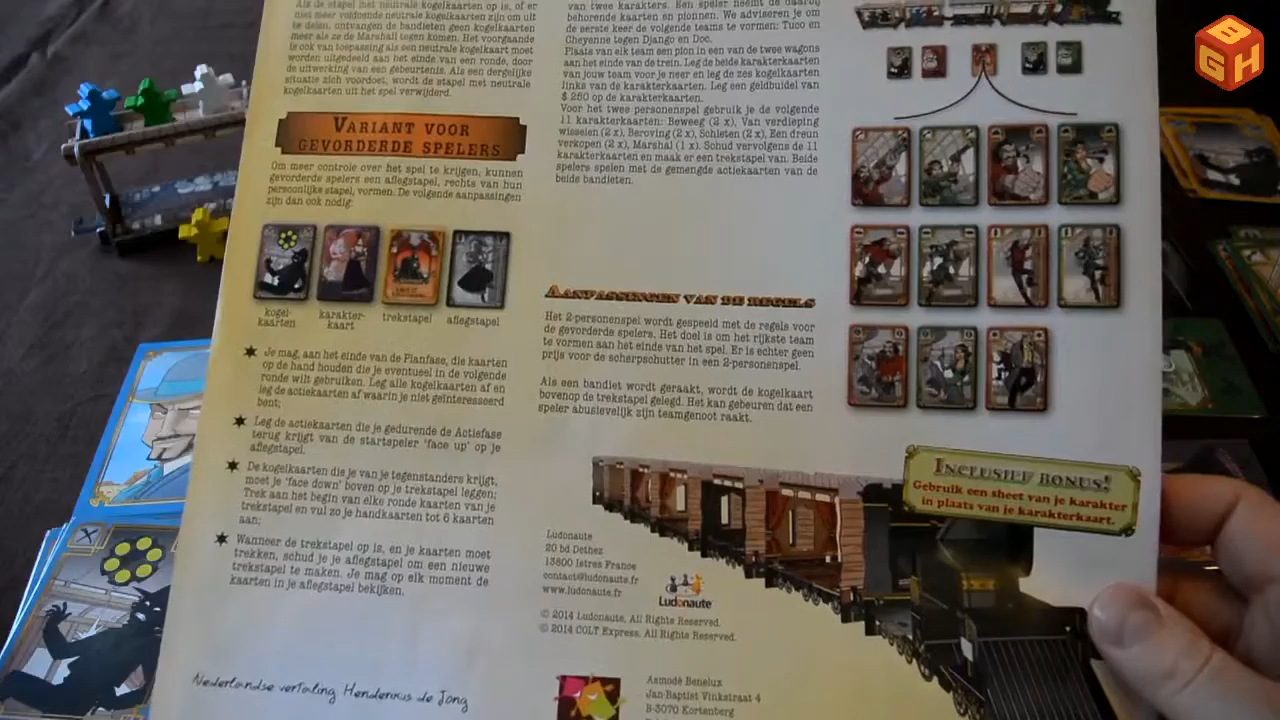 Als de stapel met neutrale kogelkaarten op is, of er
niet meer voldoende neutrale kogelkaarten zijn om uit
te delen, ontvangen de bandieten geen kogelkaarten
meer als ze de Marshall tegen komen. Het voorgaande
is ook van toepassing als een neutrale kogelkaart moet
worden uitgedeeld aan het einde van een ronde, door
de uitwerking van een gebeurtenis. Als een dergelijke
situatie zich voordoet, wordt de stapel met neutrale
kogelkaarten uit het spel verwijderd.
VARIANT VOOR
GEVORDERDE SPELERS
Om meer controle over het spel te krijgen, kunnen
gevorderde spelers een aflegstapel, rechts van hun
persoonlijke stapel, vormen. De volgende aanpassingen
zijn dan ook nodig:
kogel-
kaarten
karakter-
kaart
trekstapel
aflegstapel
Je mag, aan het einde van de Planfase, die kaarten
op de hand houden die je eventueel in de volgende
ronde wilt gebruiken. Leg alle kogelkaarten af en
leg de actiekaarten af waarin je niet geïnteresseerd
bent;
Leg de actiekaarten die je gedurende de Actiefase
terug krijgt van de startspeler 'face up' op je
aflegstapel.
De kogelkaarten die je van je tegenstanders krijgt,
moet je 'face down' boven op je trekstapel leggen;
Trek aan het begin van elke ronde kaarten van je
trekstapel en vul zo je handkaarten tot 6 kaarten
aan;
Wanneer de trekstapel op is, en je kaarten moet
trekken, schud je je aflegstapel om een nieuwe
trekstapel te maken. Je mag op elk moment de
kaarten in je aflegstapel bekijken.
Nederlandse vertaling Hendericus de Jong
van twee karakters. Een speler neemt de daarbij
behorende kaarten en pionnen. We adviseren je om
de eerste keer de volgende teams te vormen: Tuco en
Cheyenne tegen Django en Doc.
Plaats van elk team een pion in een van de twee wagons
aan het einde van de trein. Leg de beide karakterkaarten
van jouw team voor je neer en leg de zes kogelkaarten
links van de karakterkaarten. Leg een geldbuidel van
$ 250 op de karakterkaarten.
Voor het twee personenspel gebruik je de volgende
11 karakterkaarten: Beweeg (2 x), Van verdieping
wisselen (2 x), Beroving (2 x), Schieten (2 x), Een dreun
verkopen (2 x), Marshal (1 x). Schud vervolgens de 11
karakterkaarten en maak er een trekstapel van. Beide
spelers spelen met de gemengde actiekaarten van de
beide bandieten.
AANPASSINGEN VAN DE REGELS
Het 2-personenspel wordt gespeeld met de regels voor
de gevorderde spelers. Het doel is om het rijkste team
te vormen aan het einde van het spel. Er is echter geen
prijs voor de scherpschutter in een 2-personenspel.
Als een bandiet wordt geraakt, wordt de kogelkaart
bovenop de trekstapel gelegd. Het kan gebeuren dat een
speler abusievelijk zijn teamgenoot raakt.
INCLUSIEF BONUS!
Gebruik een sheet van je karakter
in plaats van je karakterkaart.
Ludonaute
20 bd Dethez
13800 Istres France
contact@ludonaute.fr
www.ludonaute.fr
Ludonaute
© 2014 Ludonaute, All Rights Reserved.
© 2014 COLT Express, All Rights Reserved.
Asmodé Benelux
Jan-Baptist Vinkstraat 4
B-3070 Kortenberg
BGH